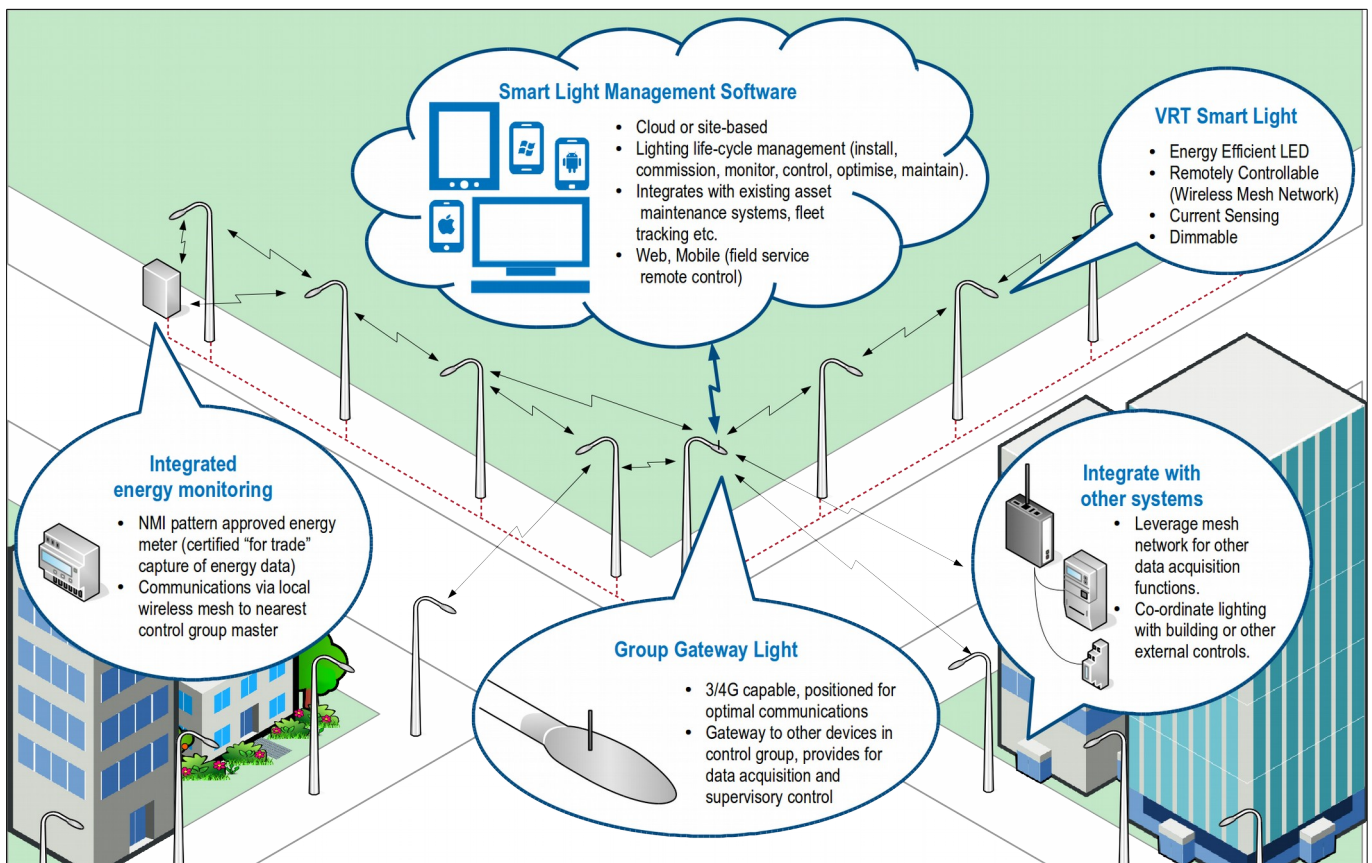 Smart Light Management Software
• Cloud or site-based
• Lighting life-cycle management (install,
commission, monitor, control, optimise, maintain).
• Integrates with existing asset
maintenance systems, fleet
tracking etc.
• Web, Mobile (field service
remote control)
VRT Smart Light
• Energy Efficient LED
• Remotely Controllable
(Wireless Mesh Network)
• Current Sensing
• Dimmable
Integrated
energy monitoring
• NMI pattern approved energy
meter (certified “for trade”
capture of energy data)
• Communications via local
wireless mesh to nearest
control group master
Integrate with
other systems
• Leverage mesh
network for other
data acquisition
functions.
• Co-ordinate lighting
with building or other
external controls.
Group Gateway Light
• 3/4G capable, positioned for
optimal communications
• Gateway to other devices in
control group, provides for
data acquisition and
supervisory control